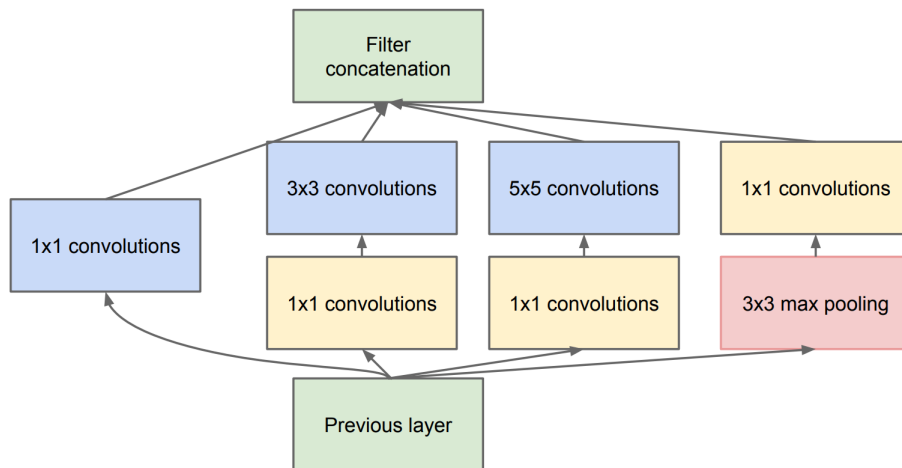 Filter
concatenation
3x3 convolutions
5x5 convolutions
1x1 convolutions
1x1 convolutions
1x1 convolutions
1x1 convolutions
3x3 max pooling
Previous layer